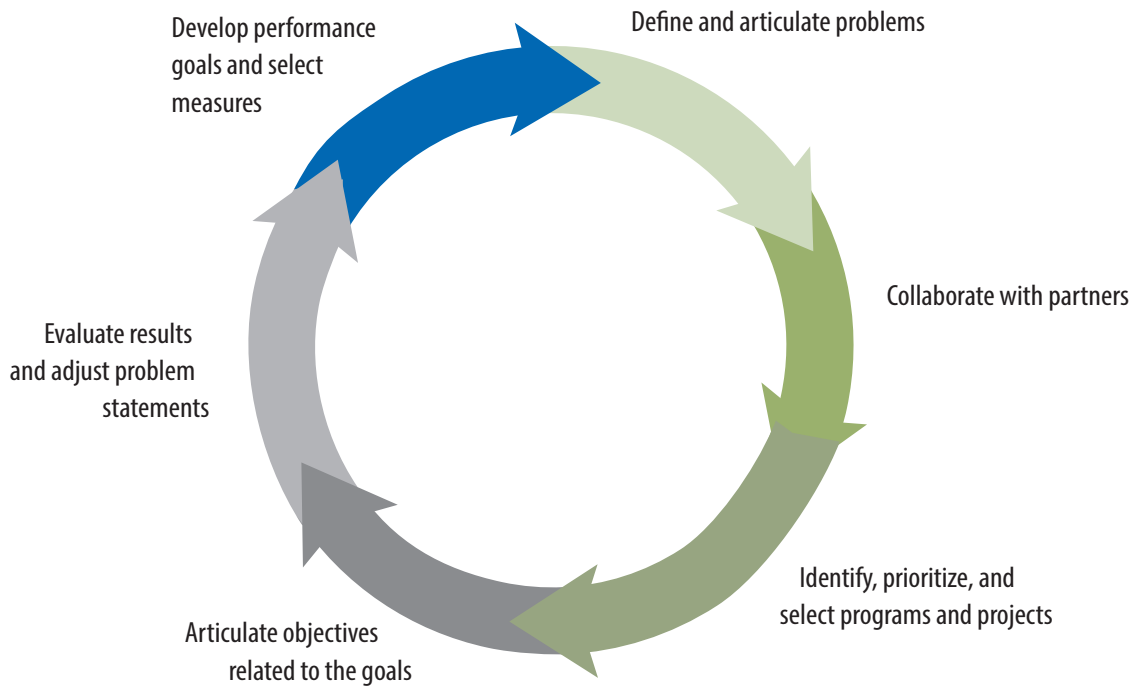 Develop performance
goals and select
measures
Define and articulate problems
Collaborate with partners
Identify, prioritize, and
select programs and projects
Articulate objectives
related to the goals
Evaluate results
and adjust problem
statements